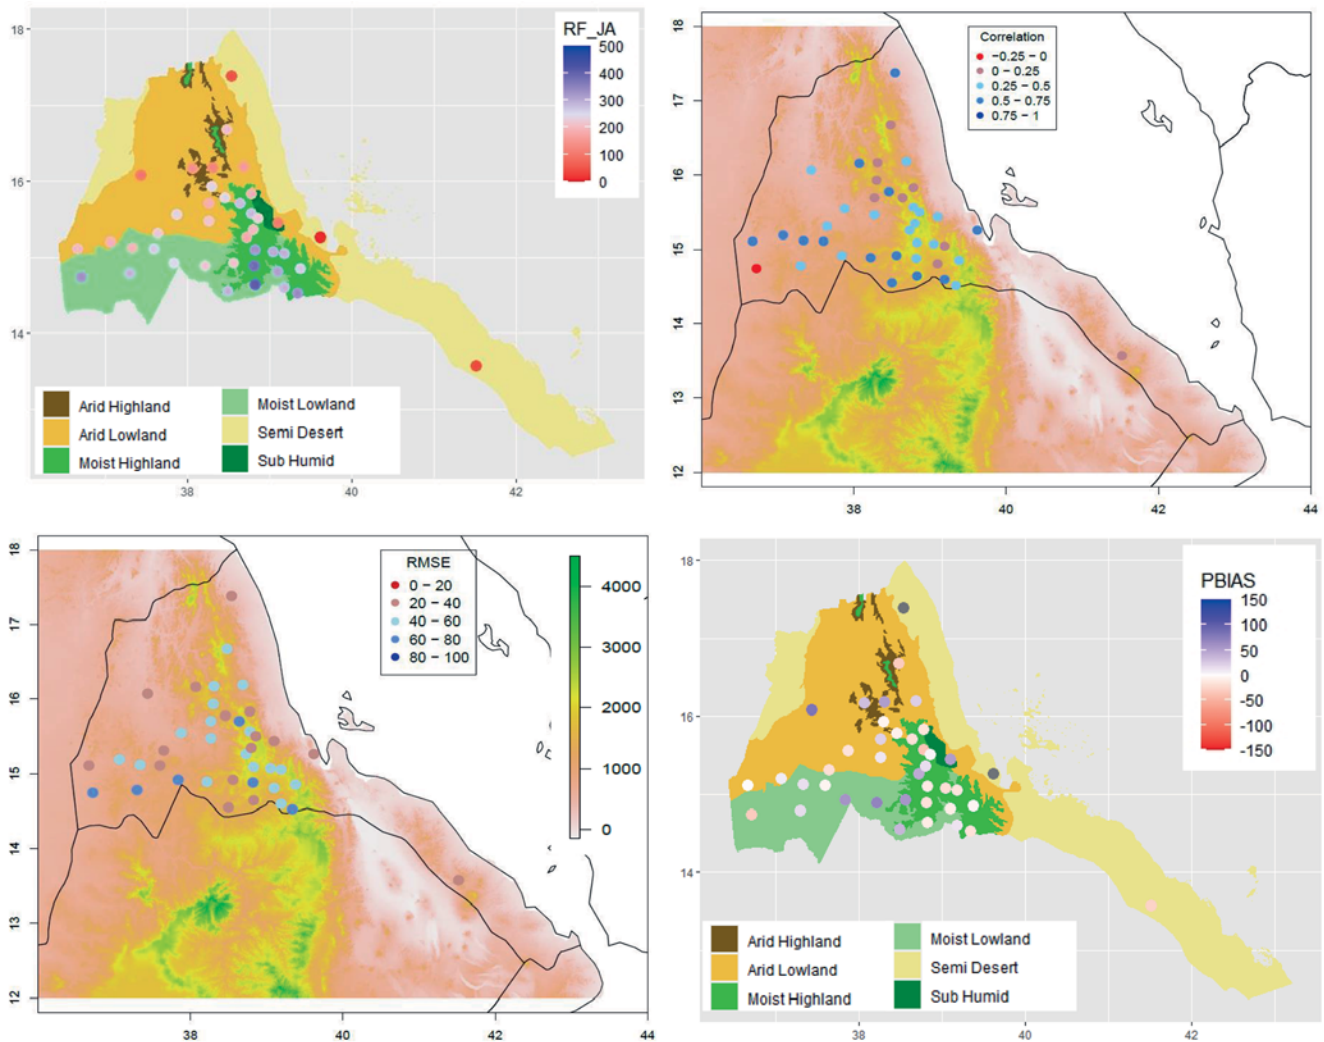 RF_JA
500
400
300
200
100
0
18
16
14
38
40
42
Arid Highland
Arid Lowland
Moist Highland
Moist Lowland
Semi Desert
Sub Humid
Correlation
−0.25 − 0
0 − 0.25
0.25 − 0.5
0.5 − 0.75
0.75 − 1
18
17
16
15
14
13
12
38
40
42
44
RMSE
0 − 20
20 − 40
40 − 60
60 − 80
80 − 100
4000
3000
2000
1000
0
18
17
16
15
14
13
12
38
40
42
44
PBIAS
150
100
50
0
-50
-100
-150
18
16
14
38
40
42
Arid Highland
Arid Lowland
Moist Highland
Moist Lowland
Semi Desert
Sub Humid